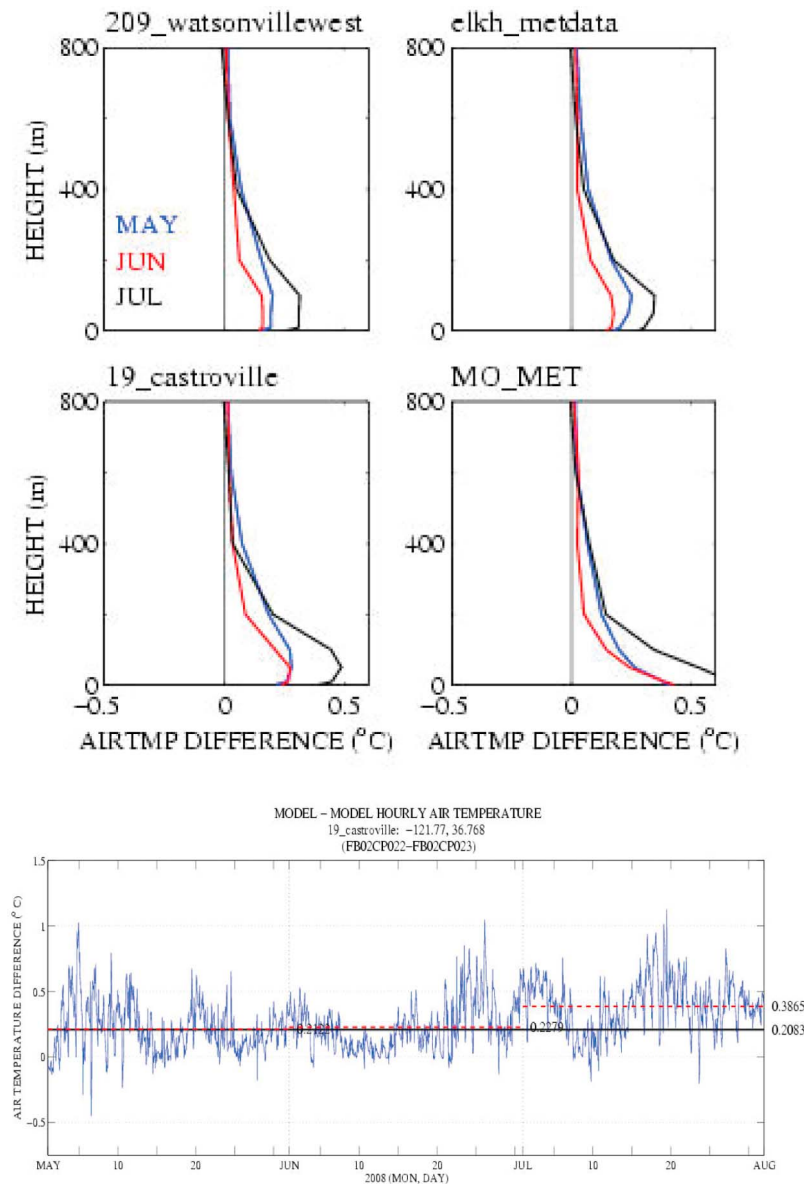 209_watsonvillewest elkh_metdata
800 800
HEIGHT (m) HEIGHT (m)
400 400
MAY
JUN
JUL
0 0
19_castroville MO_MET
800 800
HEIGHT (m) HEIGHT (m)
400 400
0 0
−0.5 0 0.5 −0.5 0 0.5
AIRTMP DIFFERENCE (°C) AIRTMP DIFFERENCE (°C)
MODEL − MODEL HOURLY AIR TEMPERATURE
19_castroville: −121.77, 36.768
(FB02CP022−FB02CP023)
AIR TEMPERATURE DIFFERENCE (° C)
1.5
1
0.5
0.3865
0.2279
0.2083
0
−0.5
MAY 10 20 JUN 10 20 JUL 10 20 AUG
2008 (MON, DAY)